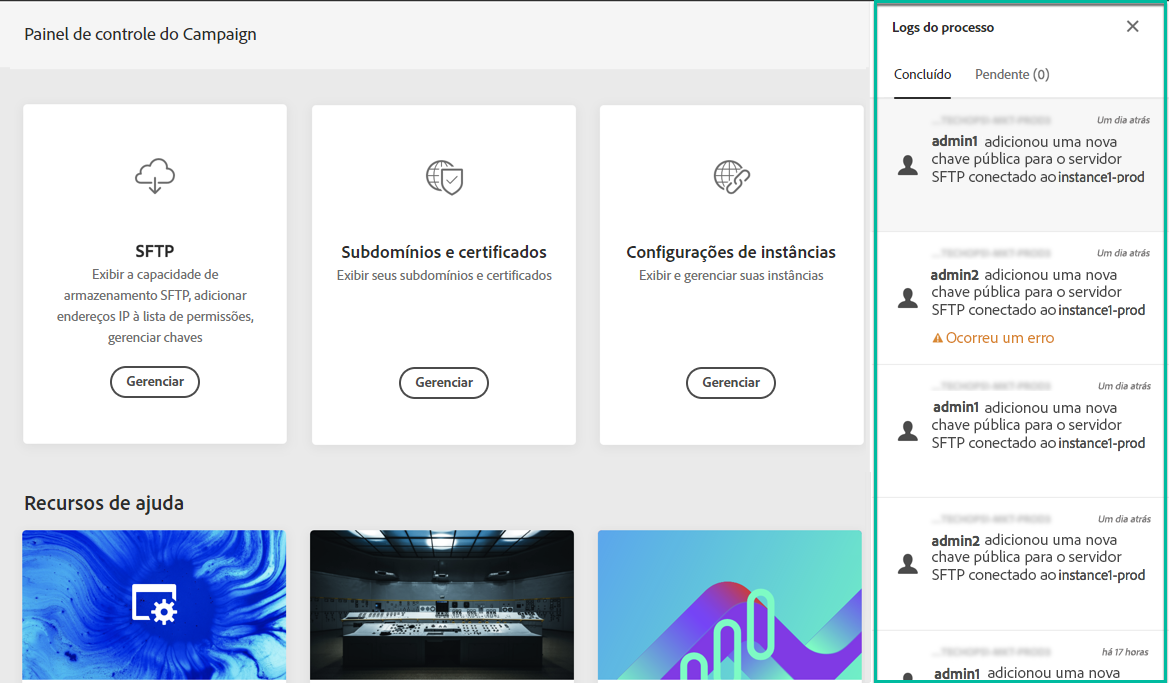 Painel de controle do Campaign
SFTP
Exibir a capacidade de
armazenamento SFTP, adicionar
endereços IP à lista de permissões,
gerenciar chaves
Gerenciar
Subdomínios e certificados
Exibir seus subdomínios e certificados
Gerenciar
Configurações de instâncias
Exibir e gerenciar suas instâncias
Gerenciar
Recursos de ajuda
Logs do processo
Concluído Pendente (0)
Um dia atrás
admin1 adicionou uma nova
chave pública para o servidor
SFTP conectado ao instance1-prod
Um dia atrás
admin2 adicionou uma nova
chave pública para o servidor
SFTP conectado ao instance1-prod
Ocorreu um erro
Um dia atrás
admin1 adicionou uma nova
chave pública para o servidor
SFTP conectado ao instance1-prod
Um dia atrás
admin2 adicionou uma nova
chave pública para o servidor
SFTP conectado ao instance1-prod
há 17 horas
admin1 adicionou uma nova